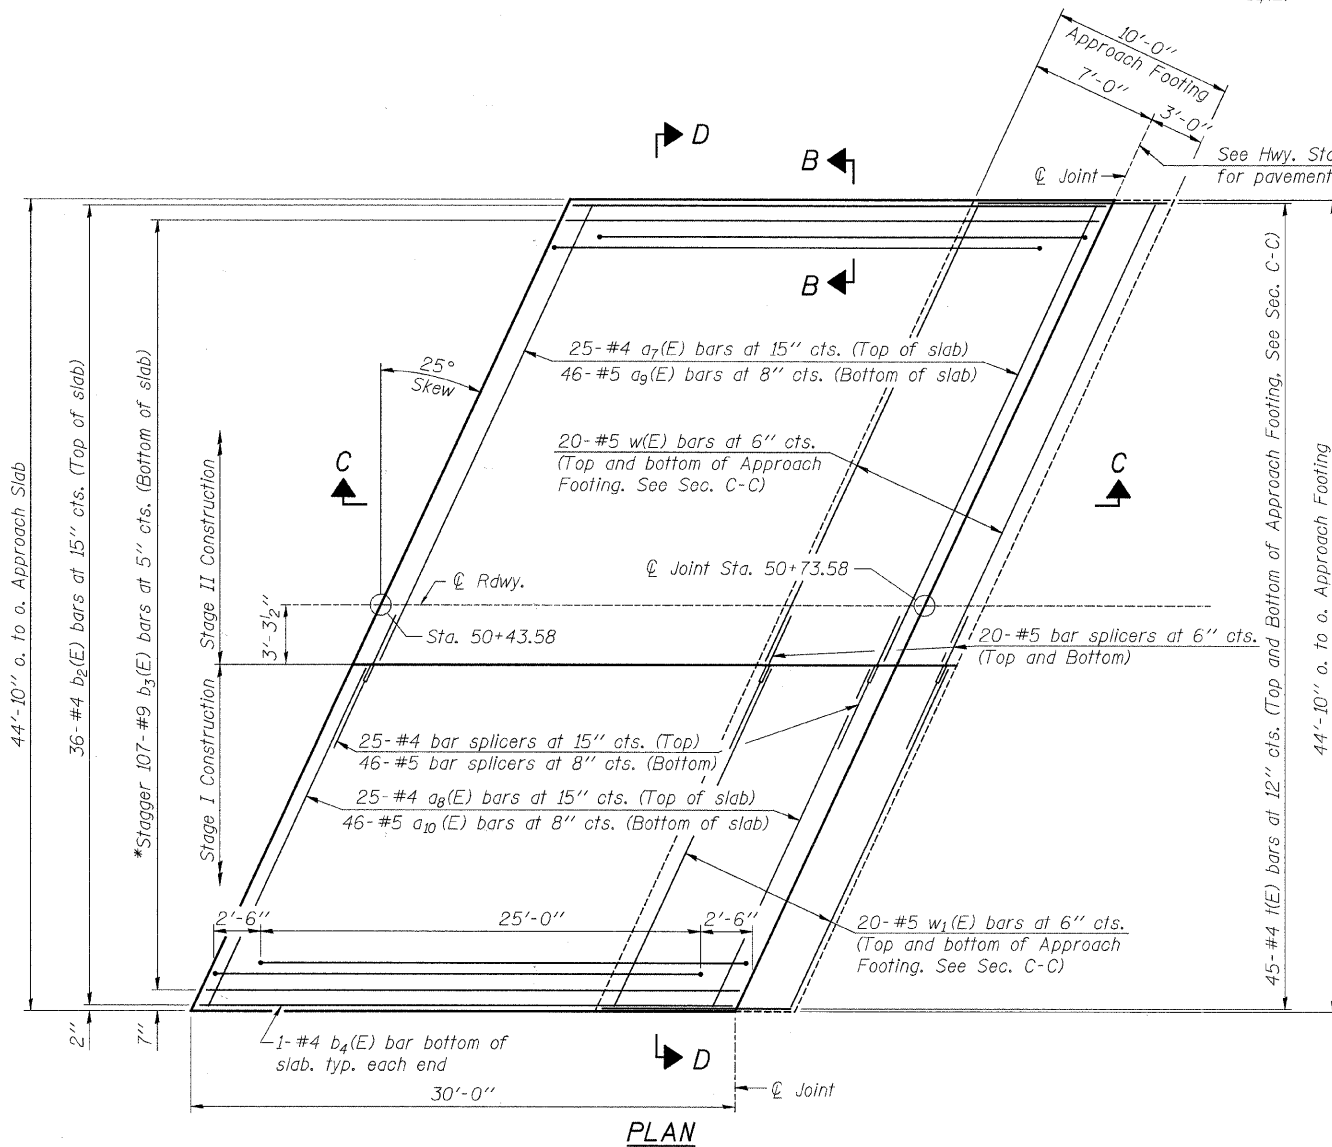 10'-0"
Approach Footing
7'-0"
3'-0"
D
B
See Hwy. Sta
for pavement
℄ Joint
B
44'-10" o. to o. Approach Slab
36-#4 b2(E) bars at 15" cts. (Top of slab)
*Stagger 107-#9 b3(E) bars at 5" cts. (Bottom of slab)
25°
Skew
25-#4 a7(E) bars at 15" cts. (Top of slab)
46-#5 a9(E) bars at 8" cts. (Bottom of slab)
20-#5 w(E) bars at 6" cts.
(Top and bottom of Approach
Footing. See Sec. C-C)
C
C
Stage II Construction
℄ Joint Sta. 50+73.58
℄ Rdwy.
3'-3½"
Sta. 50+43.58
20-#5 bar splicers at 6" cts.
(Top and Bottom)
Stage I Construction
25-#4 bar splicers at 15" cts. (Top)
46-#5 bar splicers at 8" cts. (Bottom)
25-#4 a8(E) bars at 15" cts. (Top of slab)
46-#5 a10(E) bars at 8" cts. (Bottom of slab)
45-#4 t(E) bars at 12" cts. (Top and Bottom of Approach Footing, See Sec. C-C)
44'-10" o. to o. Approach Footing
2'-6"
25'-0"
2'-6"
20-#5 w1(E) bars at 6" cts.
(Top and bottom of Approach
Footing. See Sec. C-C)
2"
7"
1-#4 b4(E) bar bottom of
slab. typ. each end
D
30'-0"
℄ Joint
PLAN